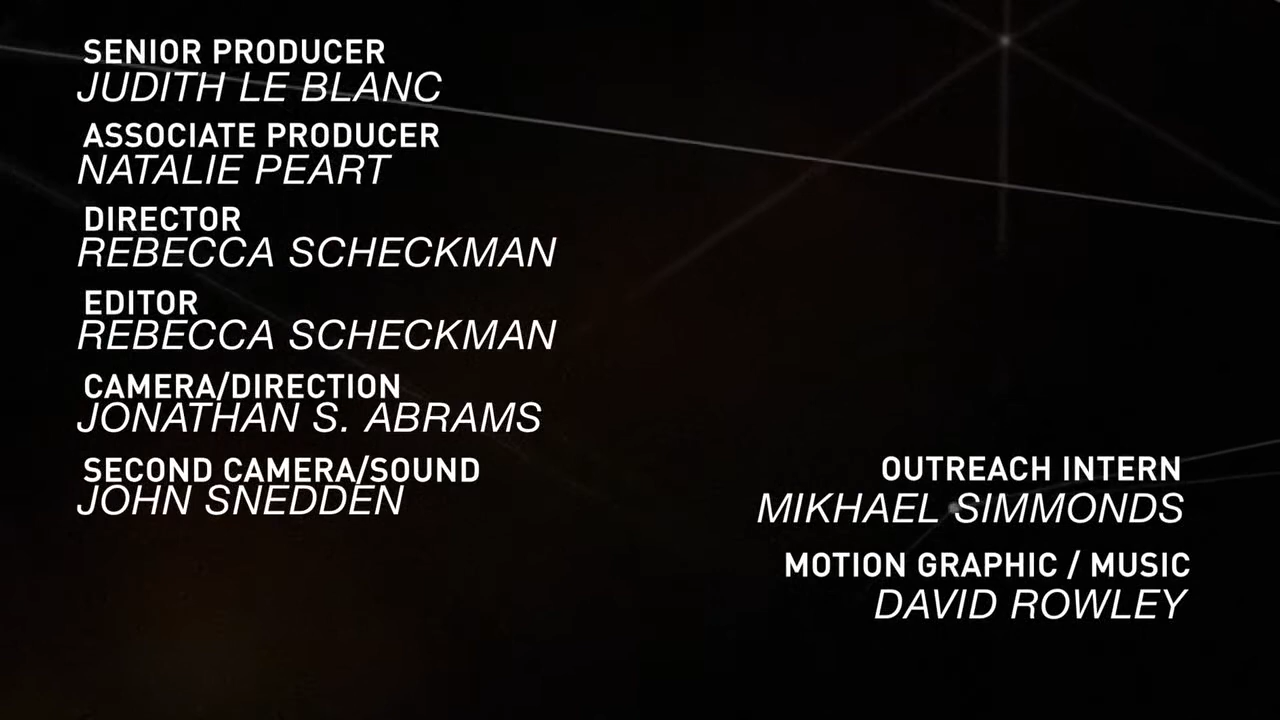 SENIOR PRODUCER
JUDITH LE BLANC
ASSOCIATE PRODUCER
NATALIE PEART
DIRECTOR
REBECCA SCHECKMAN
EDITOR
REBECCA SCHECKMAN
CAMERA/DIRECTION
JONATHAN S. ABRAMS
SECOND CAMERA/SOUND
JOHN SNEDDEN
OUTREACH INTERN
MIKHAEL SIMMONDS
MOTION GRAPHIC / MUSIC
DAVID ROWLEY